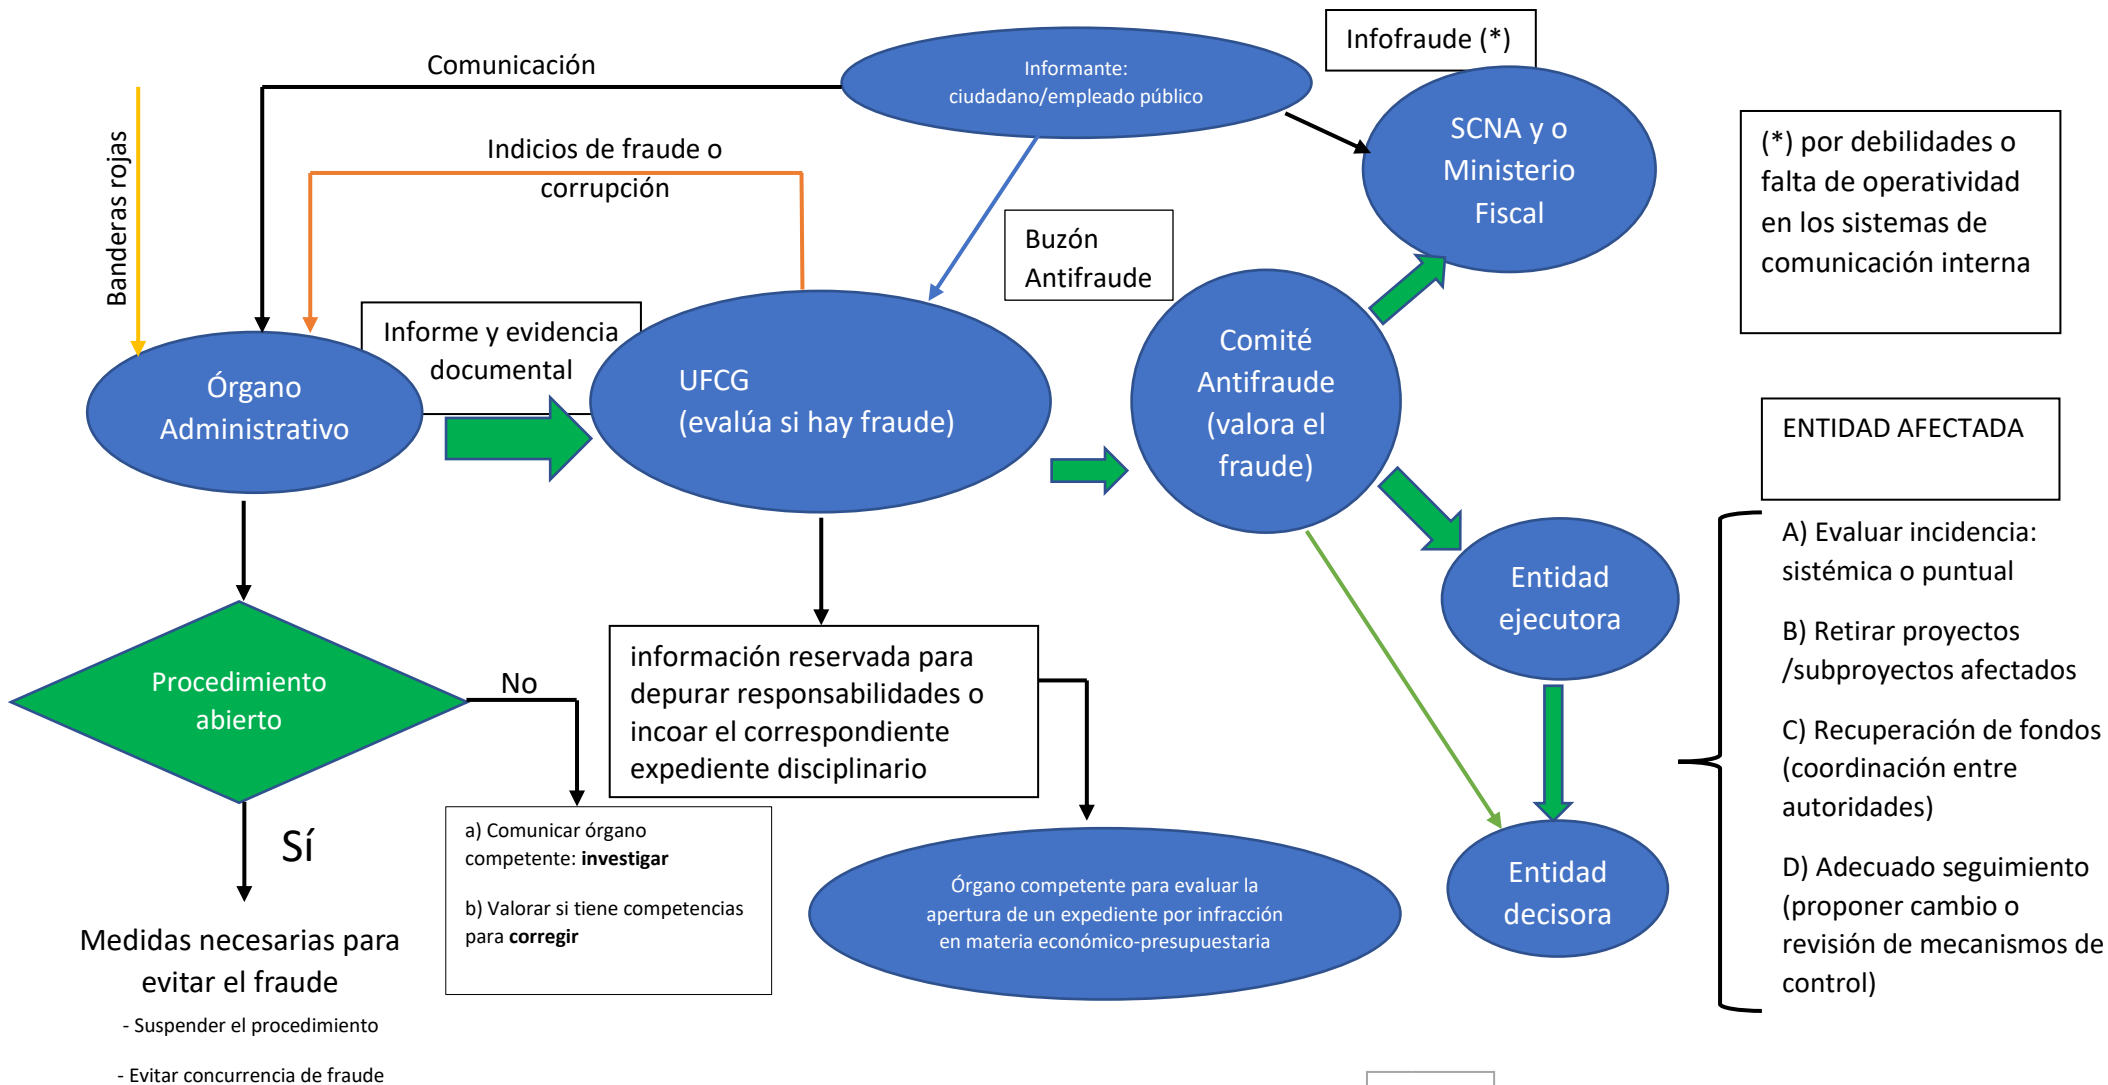 Infofraude (*)
Comunicación
Informante:
ciudadano/empleado público
Banderas rojas
Indicios de fraude o
corrupción
SCNA y o
Ministerio
Fiscal
(*) por debilidades o
falta de operatividad
en los sistemas de
comunicación interna
Buzón
Antifraude
Informe y evidencia
documental
Órgano
Administrativo
UFCG
(evalúa si hay fraude)
Comité
Antifraude
(valora el
fraude)
ENTIDAD AFECTADA
A) Evaluar incidencia:
sistémica o puntual
B) Retirar proyectos
/subproyectos afectados
C) Recuperación de fondos
(coordinación entre
autoridades)
D) Adecuado seguimiento
(proponer cambio o
revisión de mecanismos de
control)
Entidad
ejecutora
Entidad
decisora
Procedimiento
abierto
No
Sí
información reservada para
depurar responsabilidades o
incoar el correspondiente
expediente disciplinario
a) Comunicar órgano
competente: investigar
b) Valorar si tiene competencias
para corregir
Órgano competente para evaluar la
apertura de un expediente por infracción
en materia económico-presupuestaria
Medidas necesarias para
evitar el fraude
- Suspender el procedimiento
- Evitar concurrencia de fraude